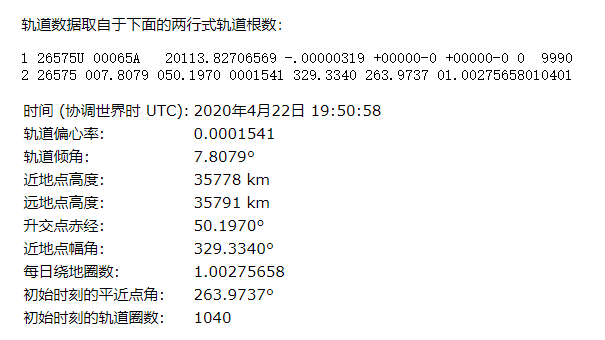 轨道数据取自于下面的两行式轨道根数:
1 26575U 00065A   20113.82706569 -.00000319 +00000-0 +00000-0 0  9990
2 26575 007.8079 050.1970 0001541 329.3340 263.9737 01.00275658010401
时间 (协调世界时 UTC): 2020年4月22日 19:50:58
轨道偏心率: 0.0001541
轨道倾角: 7.8079º
近地点高度: 35778 km
远地点高度: 35791 km
升交点赤经: 50.1970º
近地点幅角: 329.3340º
每日绕地圈数: 1.00275658
初始时刻的平近点角: 263.9737º
初始时刻的轨道圈数: 1040